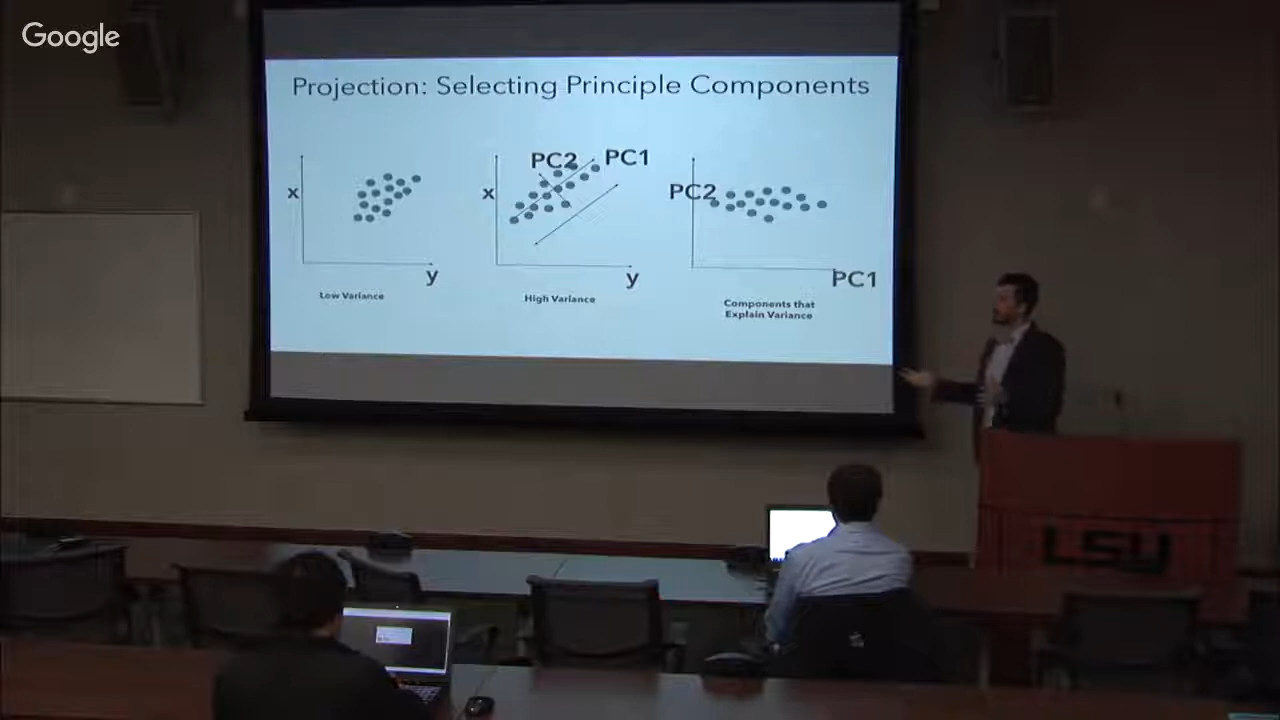 Google
Projection: Selecting Principle Components
x
y
Low Variance
PC2
PC1
x
y
High Variance
PC2
PC1
Components that
Explain Variance
LSU